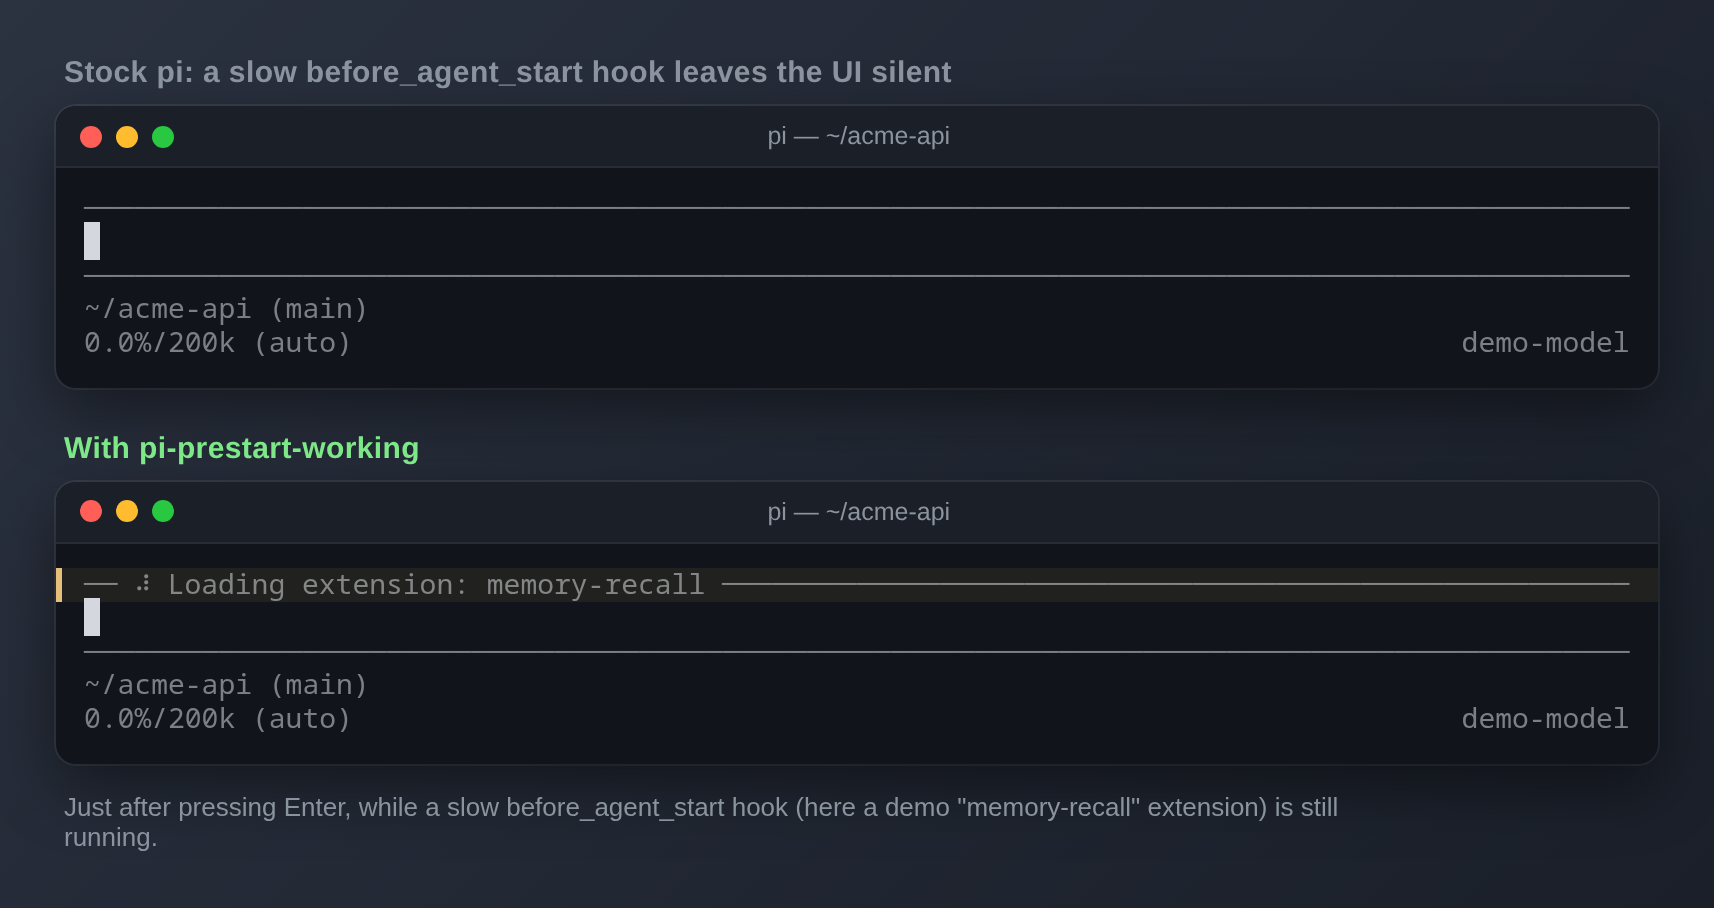 Stock pi: a slow before_agent_start hook leaves the UI silent
pi — ~/acme-api
~/acme-api (main)
0.0%/200k (auto) demo-model
With pi-prestart-working
pi — ~/acme-api
Loading extension: memory-recall
~/acme-api (main)
0.0%/200k (auto) demo-model
Just after pressing Enter, while a slow before_agent_start hook (here a demo "memory-recall" extension) is still
running.